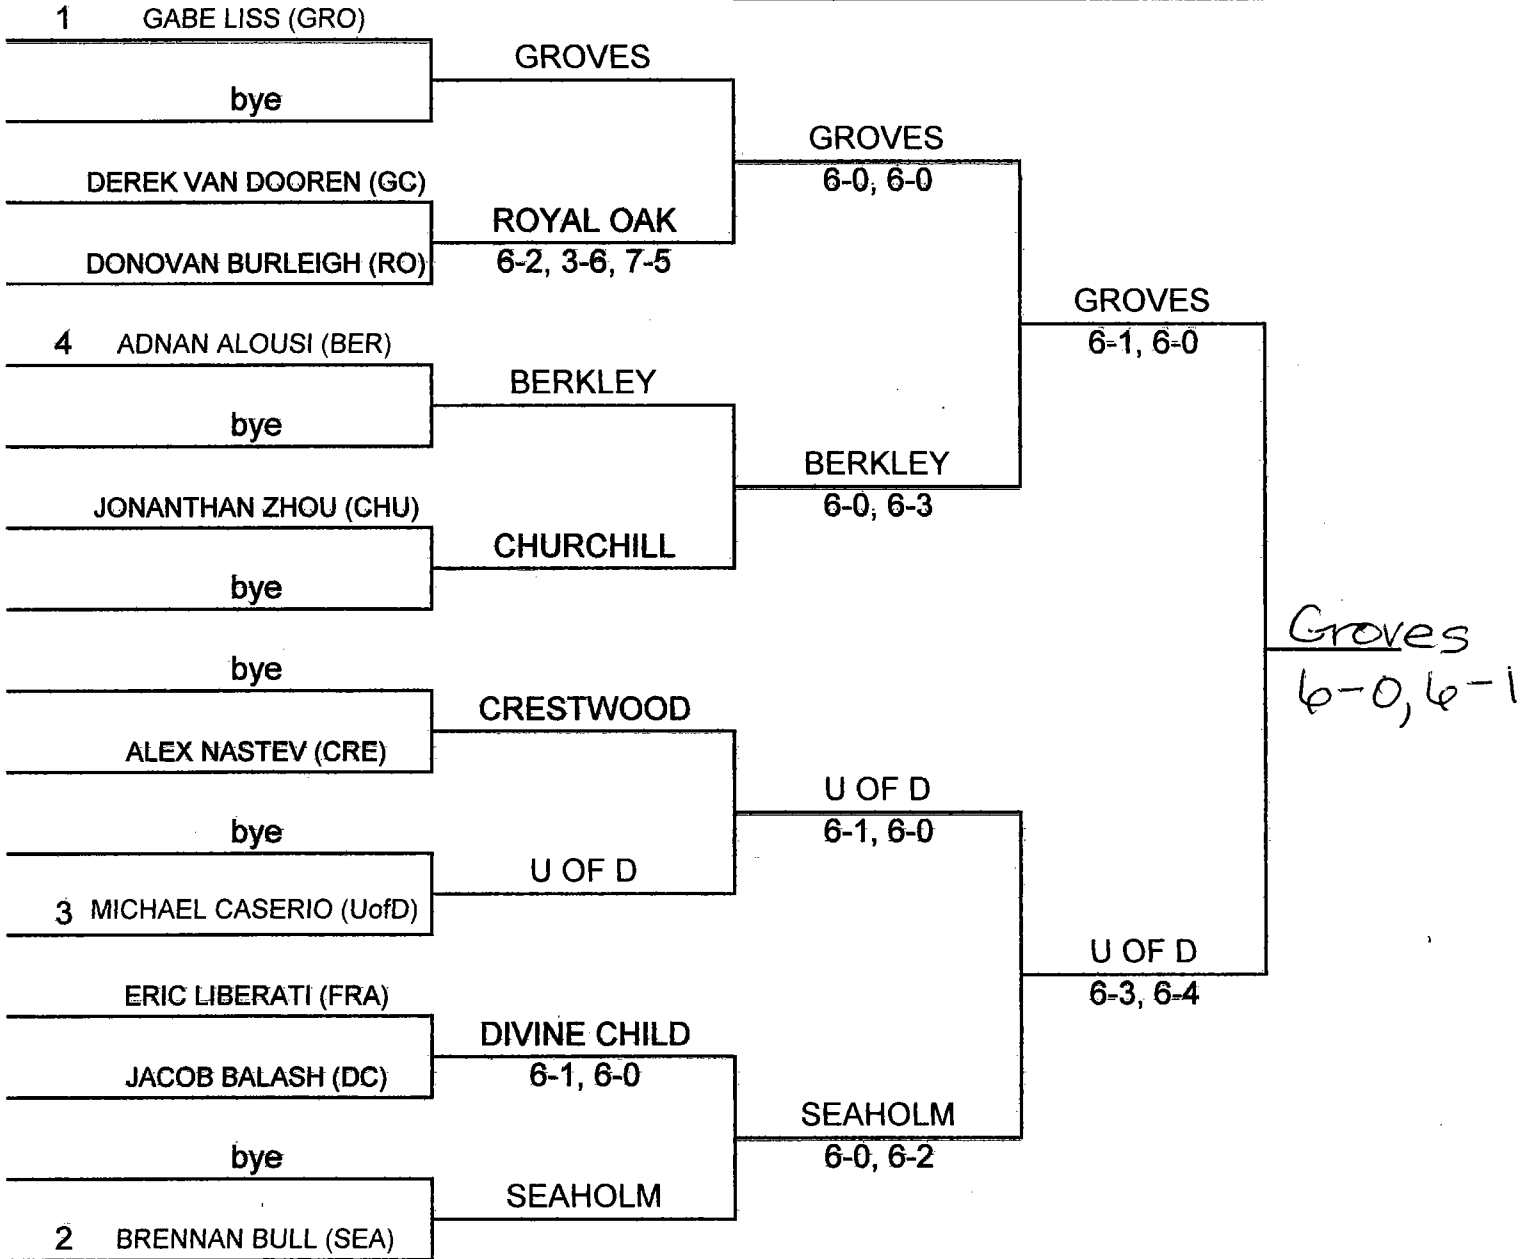 1 GABE LISS (GRO)
GROVES
bye
GROVES
6-0, 6-0
DEREK VAN DOOREN (GC)
ROYAL OAK
6-2, 3-6, 7-5
DONOVAN BURLEIGH (RO)
GROVES
6-1, 6-0
4 ADNAN ALOUSI (BER)
BERKLEY
bye
BERKLEY
6-0, 6-3
JONANTHAN ZHOU (CHU)
CHURCHILL
bye
Groves
6-0, 6-1
bye
CRESTWOOD
ALEX NASTEV (CRE)
U OF D
6-1, 6-0
bye
U OF D
3 MICHAEL CASERIO (UofD)
U OF D
6-3, 6-4
ERIC LIBERATI (FRA)
DIVINE CHILD
6-1, 6-0
JACOB BALASH (DC)
SEAHOLM
6-0, 6-2
bye
SEAHOLM
2 BRENNAN BULL (SEA)